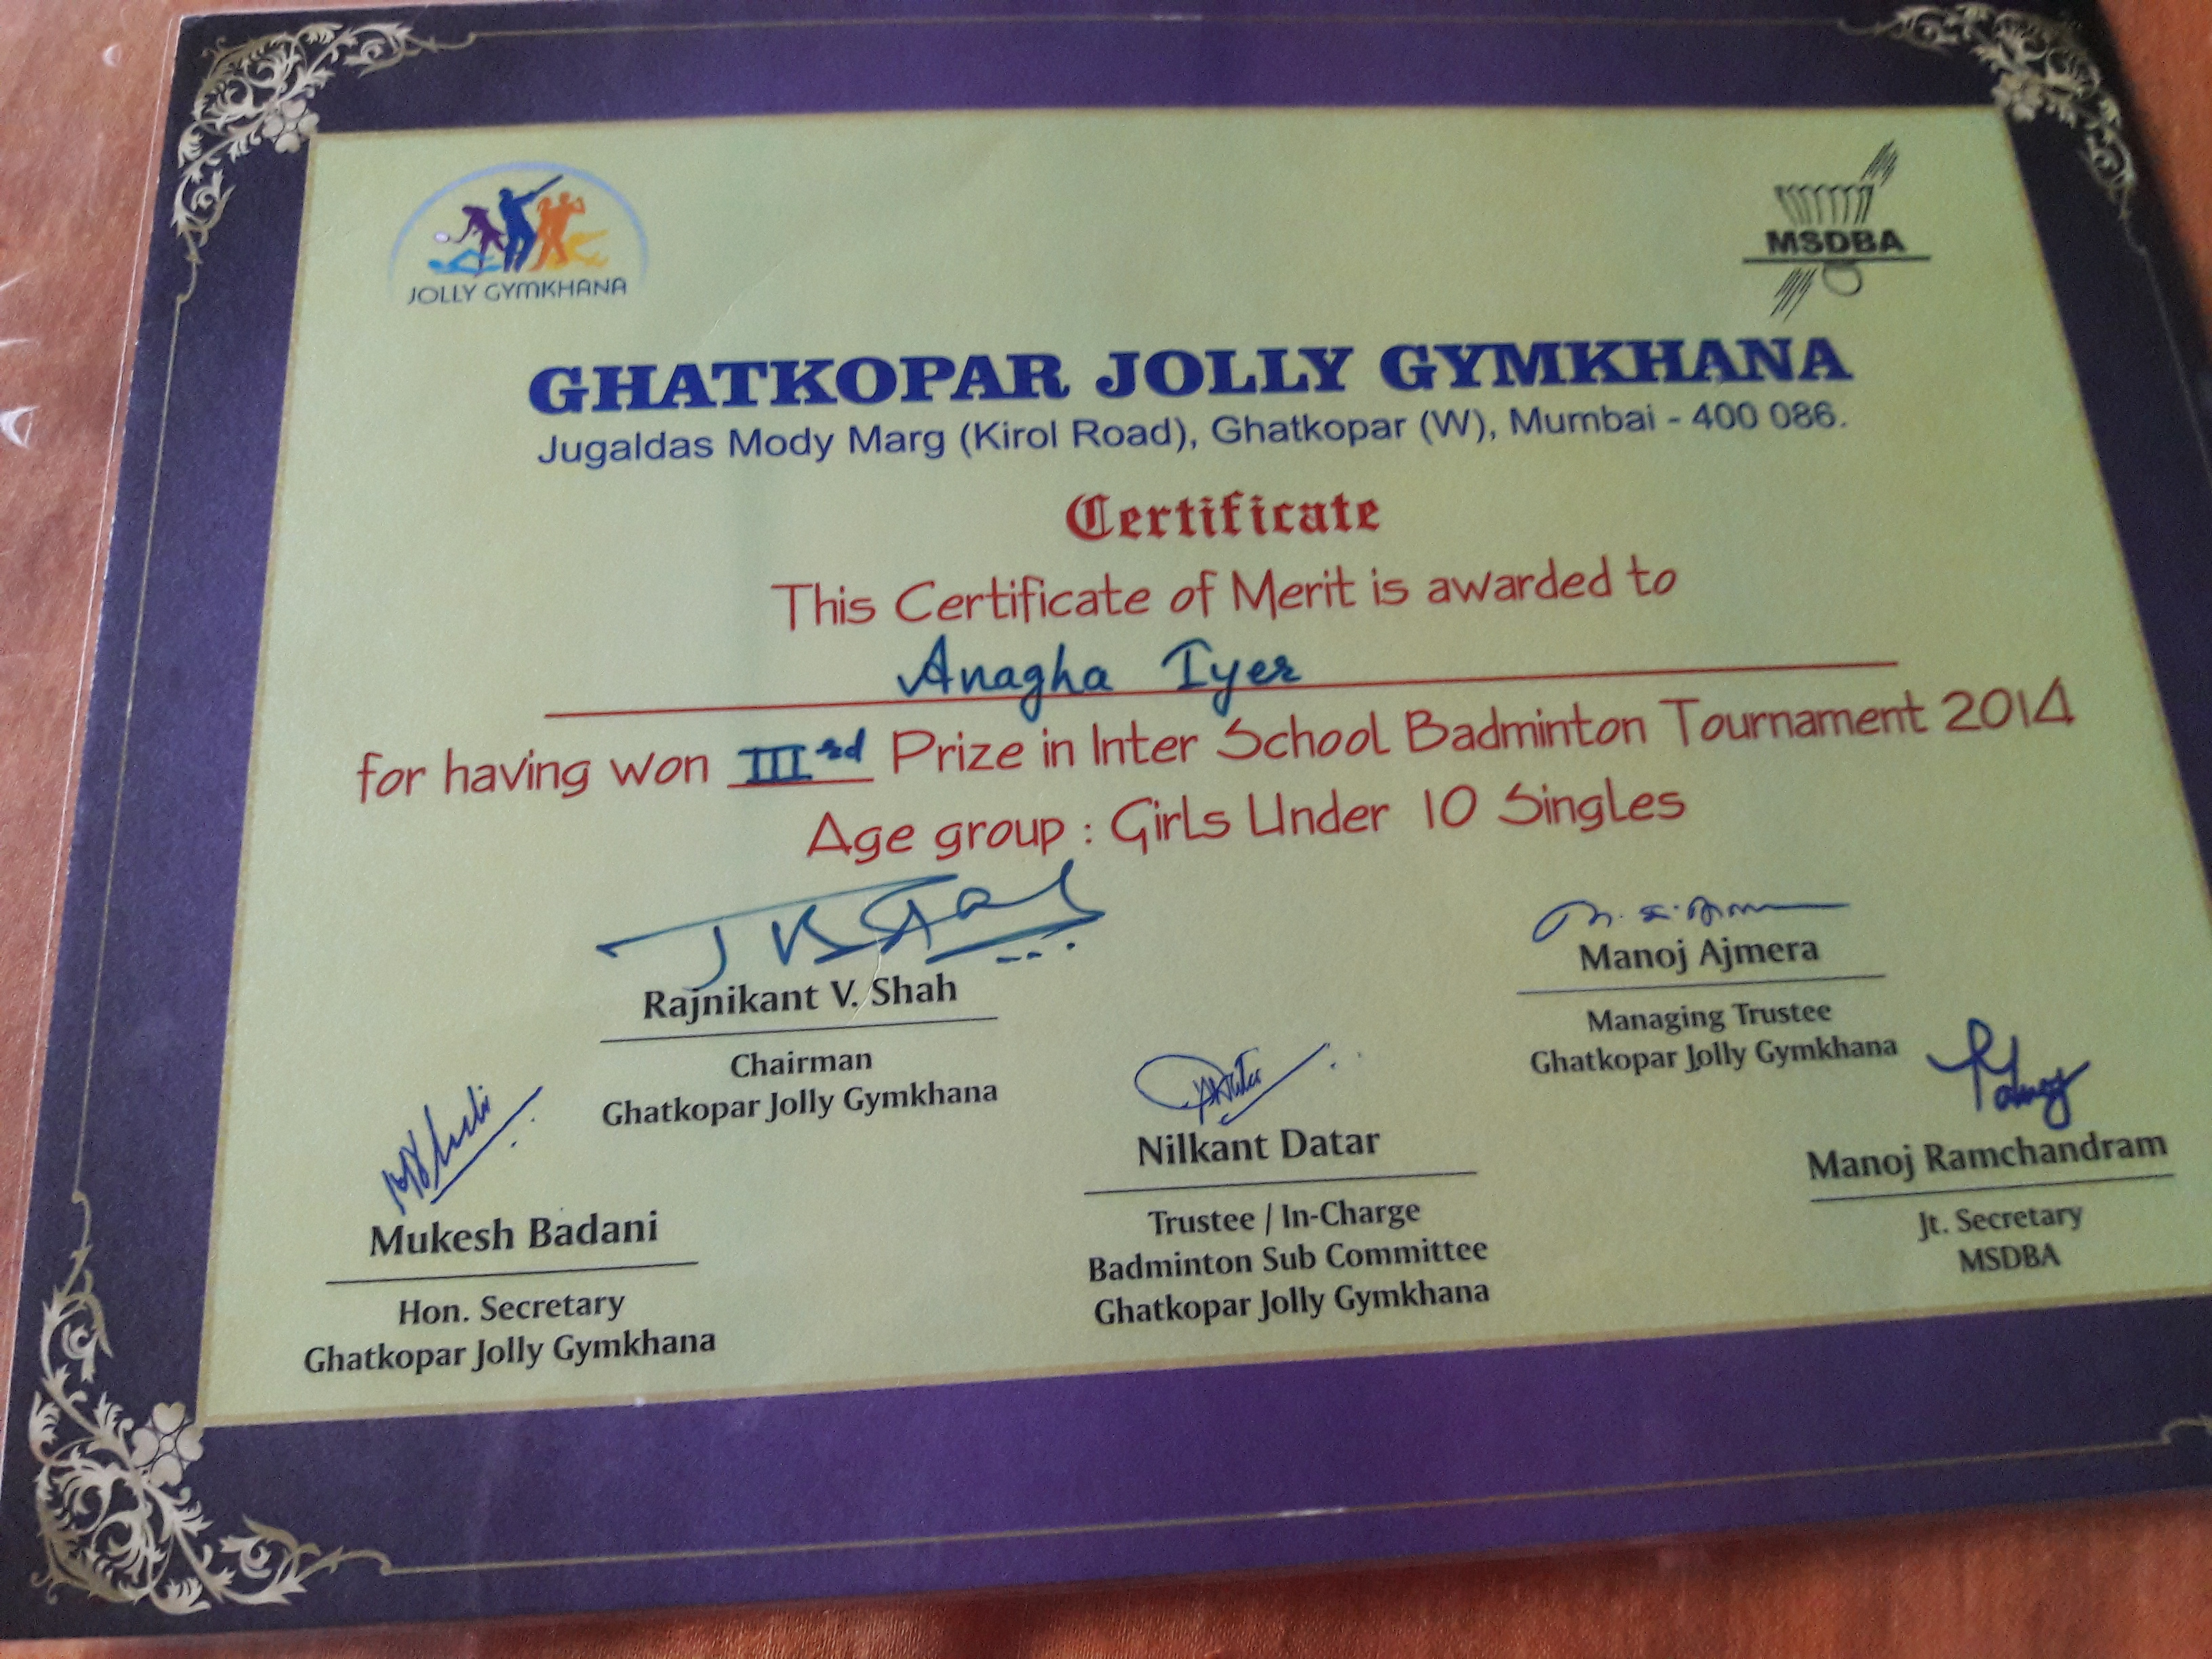 JOLLY GYMKHANA
MSDBA
GHATKOPAR JOLLY GYMKHANA
Jugaldas Mody Marg (Kirol Road), Ghatkopar (W), Mumbai - 400 086.
Certificate
This Certificate of Merit is awarded to
Anagha Iyer
for having won IIIrd Prize in Inter School Badminton Tournament 2014
Age group : Girls Under 10 Singles
Rajnikant V. Shah
Chairman
Ghatkopar Jolly Gymkhana
Manoj Ajmera
Managing Trustee
Ghatkopar Jolly Gymkhana
Mukesh Badani
Hon. Secretary
Ghatkopar Jolly Gymkhana
Nilkant Datar
Trustee / In-Charge
Badminton Sub Committee
Ghatkopar Jolly Gymkhana
Manoj Ramchandram
Jt. Secretary
MSDBA